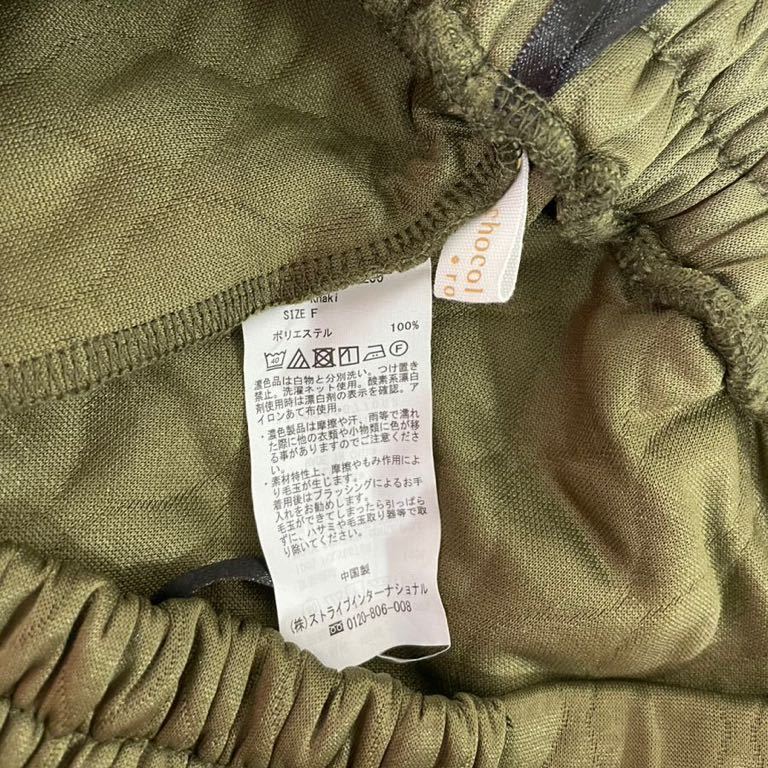 chocol
ro
Khaki
SIZE F
ポリエステル 100%
40 F
濃色品は白物と分別洗い。つけ置き
禁止。洗濯ネット使用。酸素系漂白
剤使用時は漂白剤の表示を確認。ア
イロンあて布使用。
・濃色製品は摩擦や汗、雨等で濡れ
た際に他の衣類や小物類に色が移
る事がありますのでご注意くださ
い。
・素材特性上、摩擦やもみ作用によ
り毛玉が生じます。
着用後はブラッシングによるお手
入れをお勧めします。
毛玉ができてしまったら引っぱら
ずに、ハサミや毛玉取り器等で取
り除いてください。
中国製
(株)ストライプインターナショナル
0120-806-008